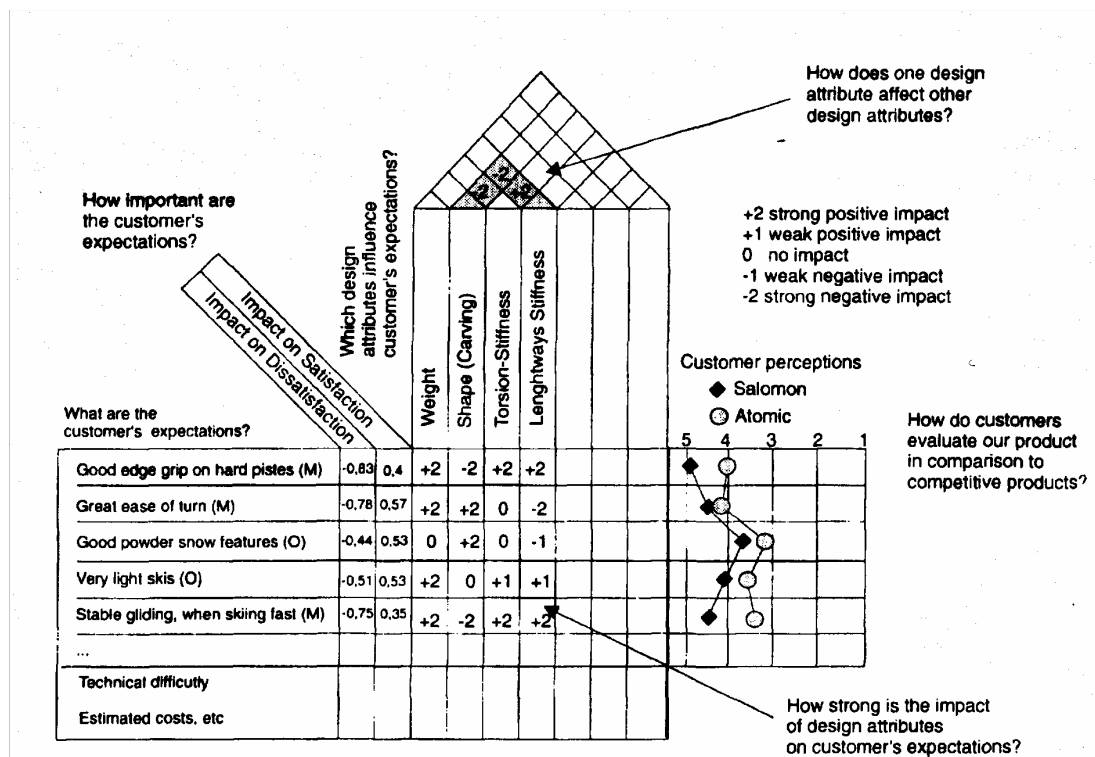 How does one design
attribute affect other
design attributes?
-2
-2
+2
How important are
the customer's
expectations?
+2 strong positive impact
+1 weak positive impact
0 no impact
-1 weak negative impact
-2 strong negative impact
Impact on Satisfaction
Impact on Dissatisfaction
Which design
attributes influence
customer's expectations?
Weight
Shape (Carving)
Torsion-Stiffness
Lenghtways Stiffness
Customer perceptions
Salomon
Atomic
5 4 3 2 1
What are the
customer's expectations?
How do customers
evaluate our product
in comparison to
competitive products?
Good edge grip on hard pistes (M) -0,83 0,4 +2 -2 +2 +2
Great ease of turn (M) -0,78 0,57 +2 +2 0 -2
Good powder snow features (O) -0,44 0,53 0 +2 0 -1
Very light skis (O) -0,51 0,53 +2 0 +1 +1
Stable gliding, when skiing fast (M) -0,75 0,35 +2 -2 +2 +2
...
Technical difficutly
Estimated costs, etc
How strong is the impact
of design attributes
on customer's expectations?